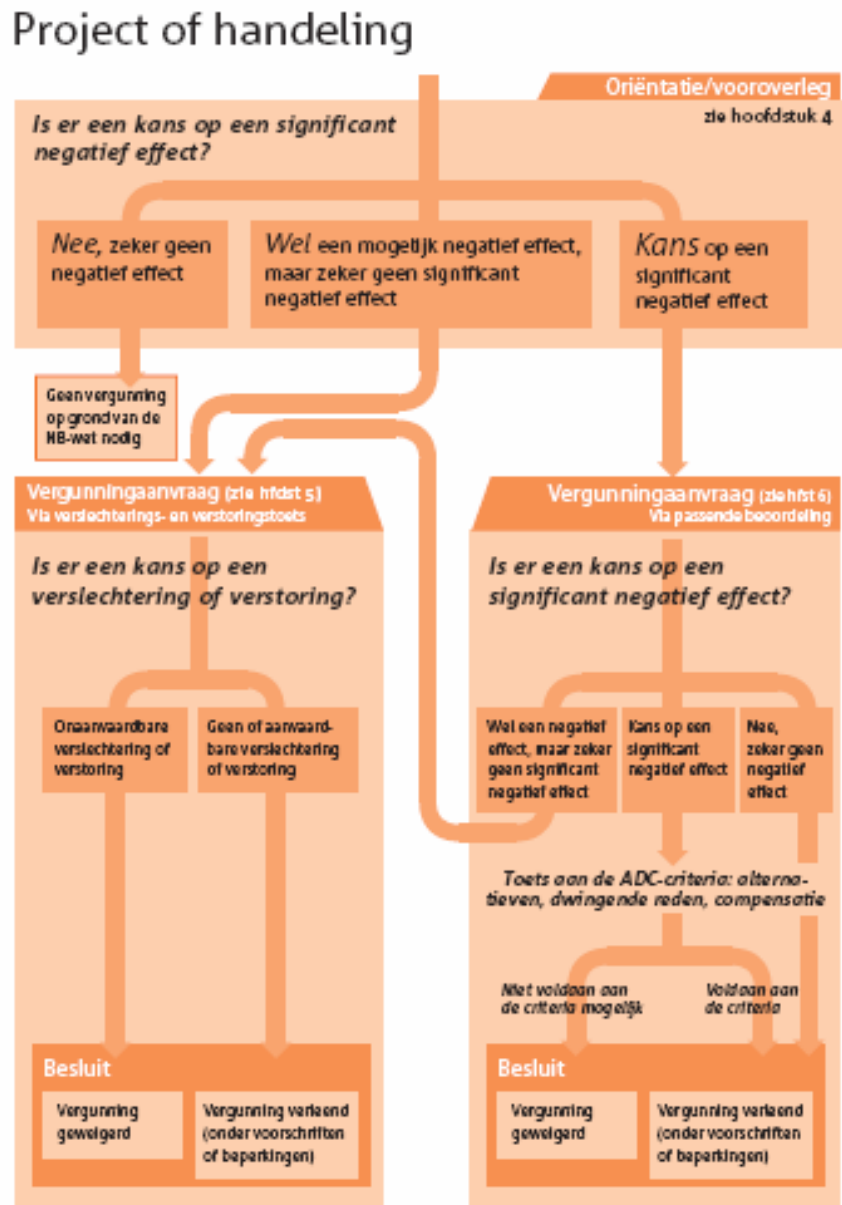 Project of handeling
Oriëntatie/vooroverleg
zie hoofdstuk 4
Is er een kans op een significant
negatief effect?
Nee, zeker geen
negatief effect
Wel een mogelijk negatief effect,
maar zeker geen significant
negatief effect
Kans op een
significant
negatief effect
Geen vergunning
op grond van de
NB-wet nodig
Vergunningaanvraag (zie hfdst 5)
Via verslechterings- en verstoringstoets
Is er een kans op een
verslechtering of verstoring?
Onaanvaardbare
verslechtering of
verstoring
Geen of aanvaard-
bare verslechtering
of verstoring
Besluit
Vergunning
geweigerd
Vergunning verleend
(onder voorschriften
of beperkingen)
Vergunningaanvraag (zie hfst 6)
Via passende beoordeling
Is er een kans op een
significant negatief effect?
Wel een negatief
effect, maar zeker
geen significant
negatief effect
Kans op een
significant
negatief effect
Nee,
zeker geen
negatief
effect
Toets aan de ADC-criteria: alterna-
tieven, dwingende reden, compensatie
Niet voldaan aan
de criteria mogelijk
Voldaan aan
de criteria
Besluit
Vergunning
geweigerd
Vergunning verleend
(onder voorschriften
of beperkingen)